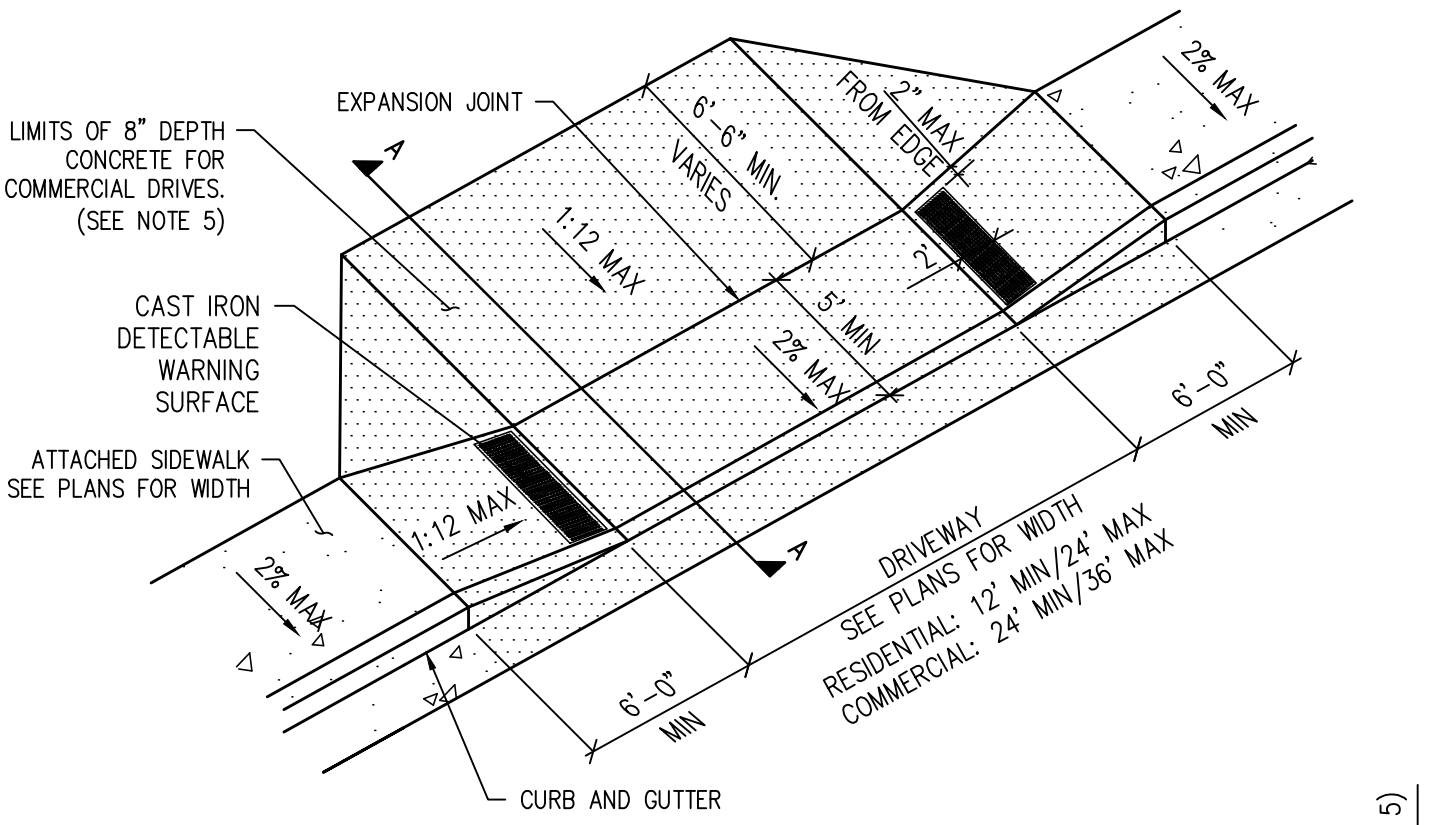 EXPANSION JOINT
LIMITS OF 8" DEPTH
CONCRETE FOR
COMMERCIAL DRIVES.
(SEE NOTE 5)
A
6'-6" MIN.
VARIES
2" MAX
FROM EDGE
2% MAX
1:12 MAX
CAST IRON
DETECTABLE
WARNING
SURFACE
2'
5' MIN
2% MAX
ATTACHED SIDEWALK
SEE PLANS FOR WIDTH
1:12 MAX
2% MAX
A
6'-0"
MIN
DRIVEWAY
SEE PLANS FOR WIDTH
RESIDENTIAL: 12' MIN/24' MAX
COMMERCIAL: 24' MIN/36' MAX
6'-0"
MIN
CURB AND GUTTER
5)